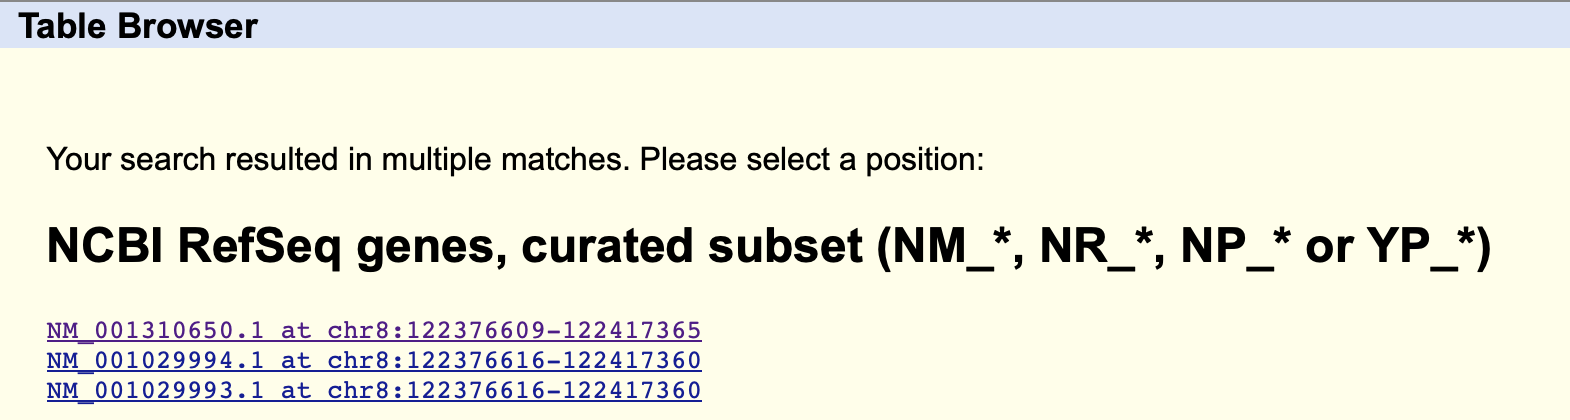 Table Browser
Your search resulted in multiple matches. Please select a position:
NCBI RefSeq genes, curated subset (NM_*, NR_*, NP_* or YP_*)
NM_001310650.1 at chr8:122376609-122417365
NM_001029994.1 at chr8:122376616-122417360
NM_001029993.1 at chr8:122376616-122417360